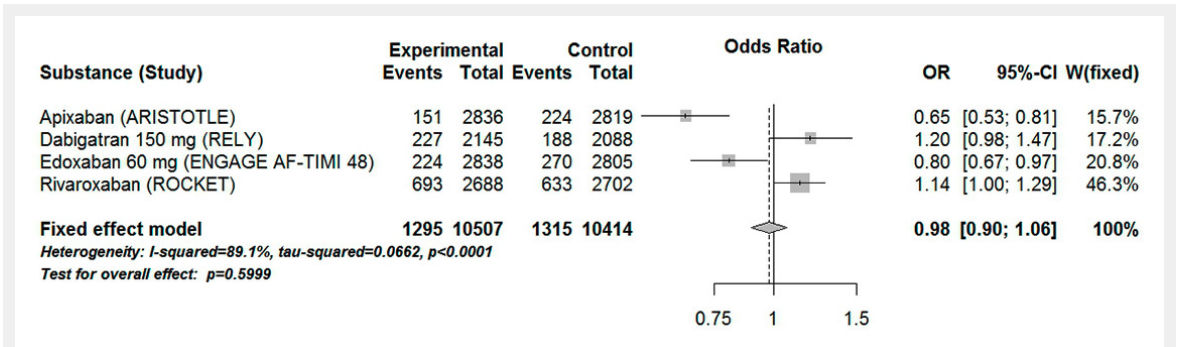 Experimental Control Odds Ratio
Substance (Study) Events Total Events Total OR 95%-CI W(fixed)
Apixaban (ARISTOTLE) 151 2836 224 2819 0.65 [0.53; 0.81] 15.7%
Dabigatran 150 mg (RELY) 227 2145 188 2088 1.20 [0.98; 1.47] 17.2%
Edoxaban 60 mg (ENGAGE AF-TIMI 48) 224 2838 270 2805 0.80 [0.67; 0.97] 20.8%
Rivaroxaban (ROCKET) 693 2688 633 2702 1.14 [1.00; 1.29] 46.3%
Fixed effect model 1295 10507 1315 10414 0.98 [0.90; 1.06] 100%
Heterogeneity: I-squared=89.1%, tau-squared=0.0662, p<0.0001
Test for overall effect: p=0.5999
0.75 1 1.5